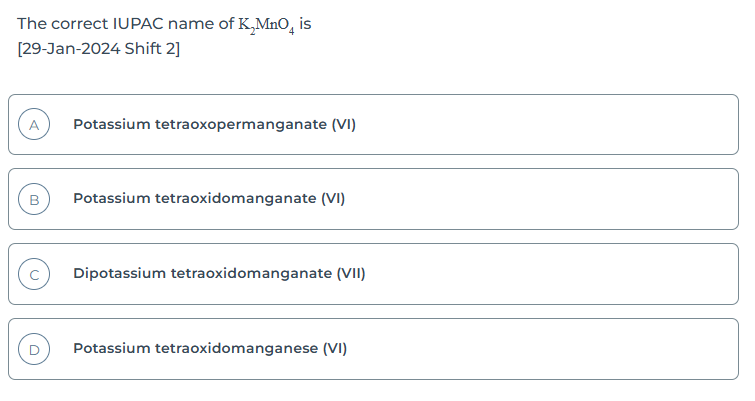 The correct IUPAC name of K₂MnO₄ is
[29-Jan-2024 Shift 2]
A Potassium tetraoxopermanganate (VI)
B Potassium tetraoxidomanganate (VI)
C Dipotassium tetraoxidomanganate (VII)
D Potassium tetraoxidomanganese (VI)